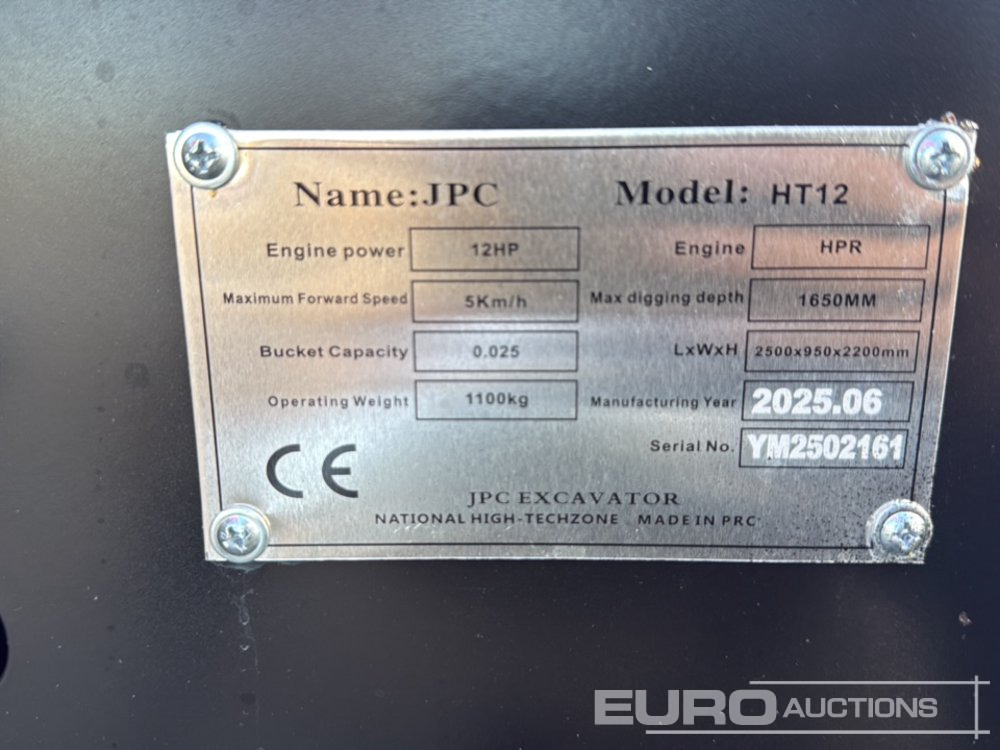 Name:JPC Model: HT12
Engine power 12HP Engine HPR
Maximum Forward Speed 5Km/h Max digging depth 1650MM
Bucket Capacity 0.025 LxWxH 2500x950x2200mm
Operating Weight 1100kg Manufacturing Year 2025.06
Serial No. YM2502161
CE
JPC EXCAVATOR
NATIONAL HIGH-TECHZONE MADE IN PRC
EURO AUCTIONS